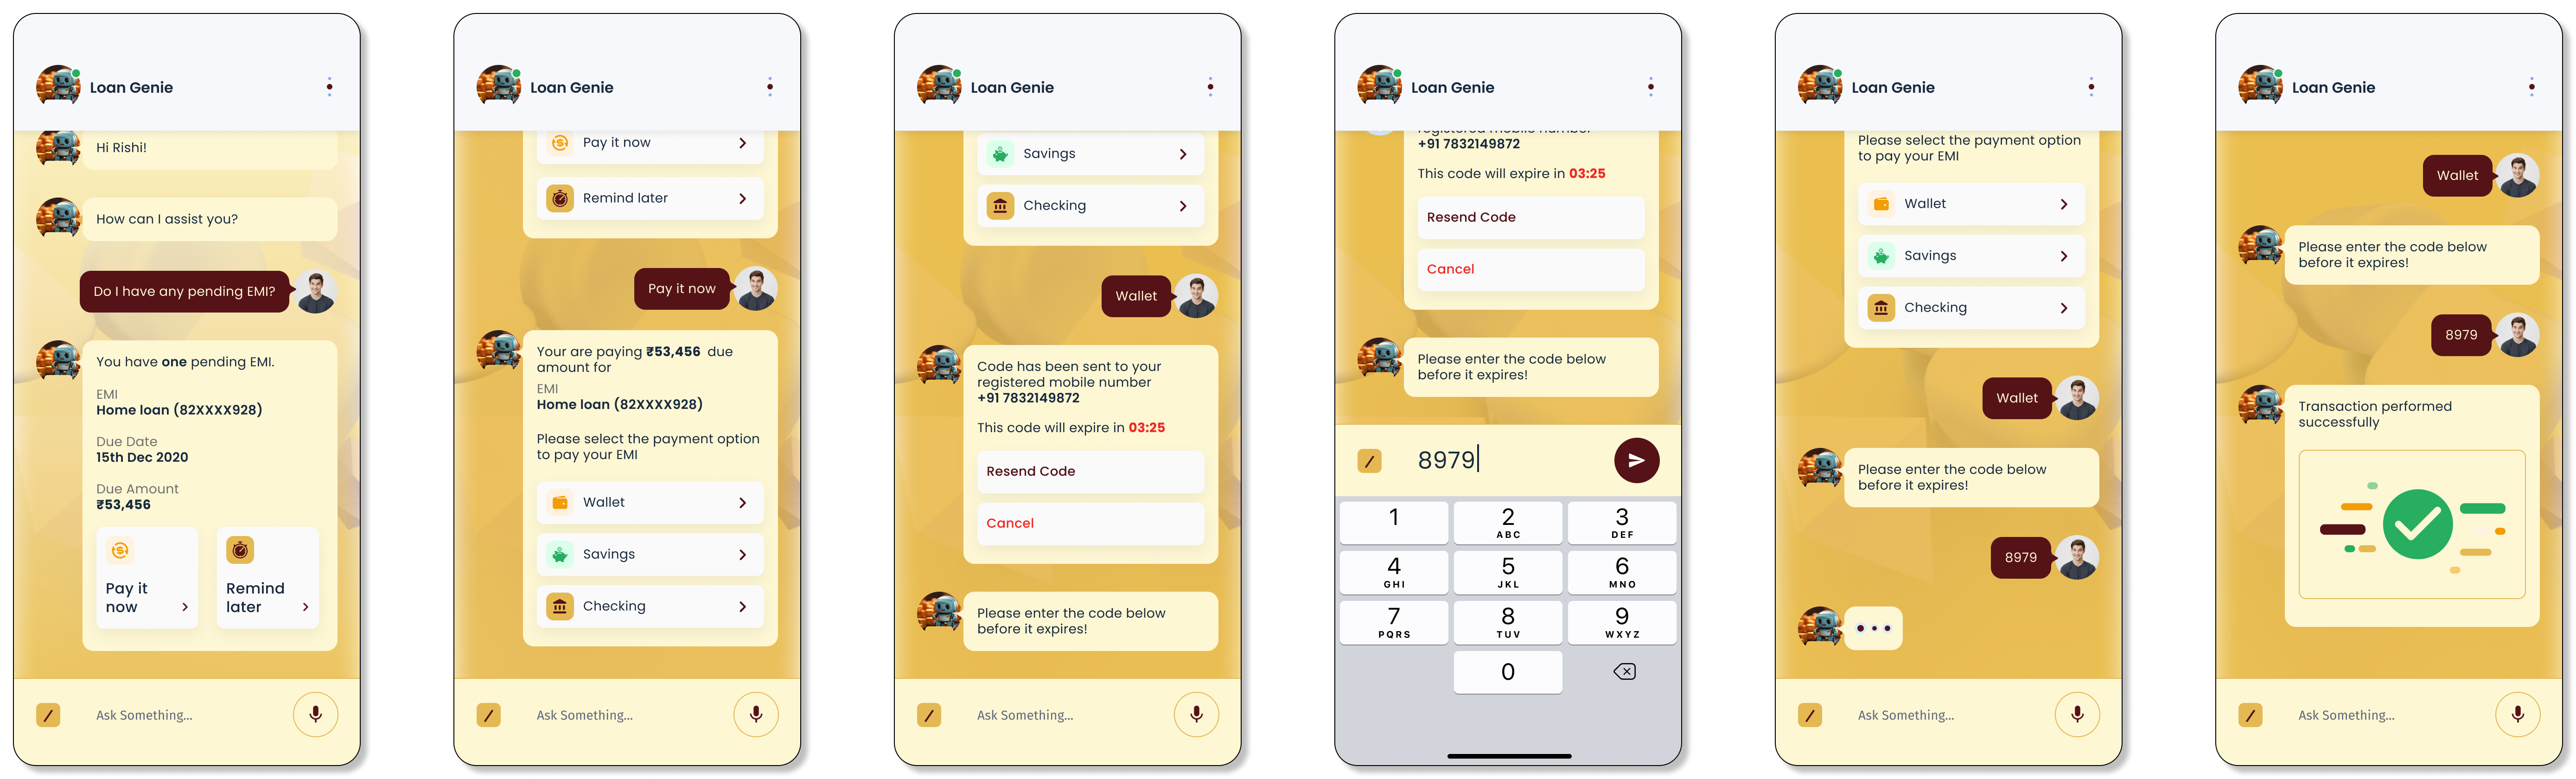 Loan Genie
Hi Rishi!
How can I assist you?
Do I have any pending EMI?
You have one pending EMI.
EMI
Home loan (82XXXX928)
Due Date
15th Dec 2020
Due Amount
₹53,456
Pay it
now
Remind
later
Ask Something...
Loan Genie
Pay it now
Remind later
Pay it now
Your are paying ₹53,456 due
amount for
EMI
Home loan (82XXXX928)
Please select the payment option
to pay your EMI
Wallet
Savings
Checking
Ask Something...
Loan Genie
Savings
Checking
Wallet
Code has been sent to your
registered mobile number
+91 7832149872
This code will expire in 03:25
Resend Code
Cancel
Please enter the code below
before it expires!
Ask Something...
Loan Genie
registered mobile number
+91 7832149872
This code will expire in 03:25
Resend Code
Cancel
Please enter the code below
before it expires!
8979
1
2
ABC
3
DEF
4
GHI
5
JKL
6
MNO
7
PQRS
8
TUV
9
WXYZ
0
Loan Genie
Please select the payment option
to pay your EMI
Wallet
Savings
Checking
Wallet
Please enter the code below
before it expires!
8979
Ask Something...
Loan Genie
Wallet
Please enter the code below
before it expires!
8979
Transaction performed
successfully
Ask Something...